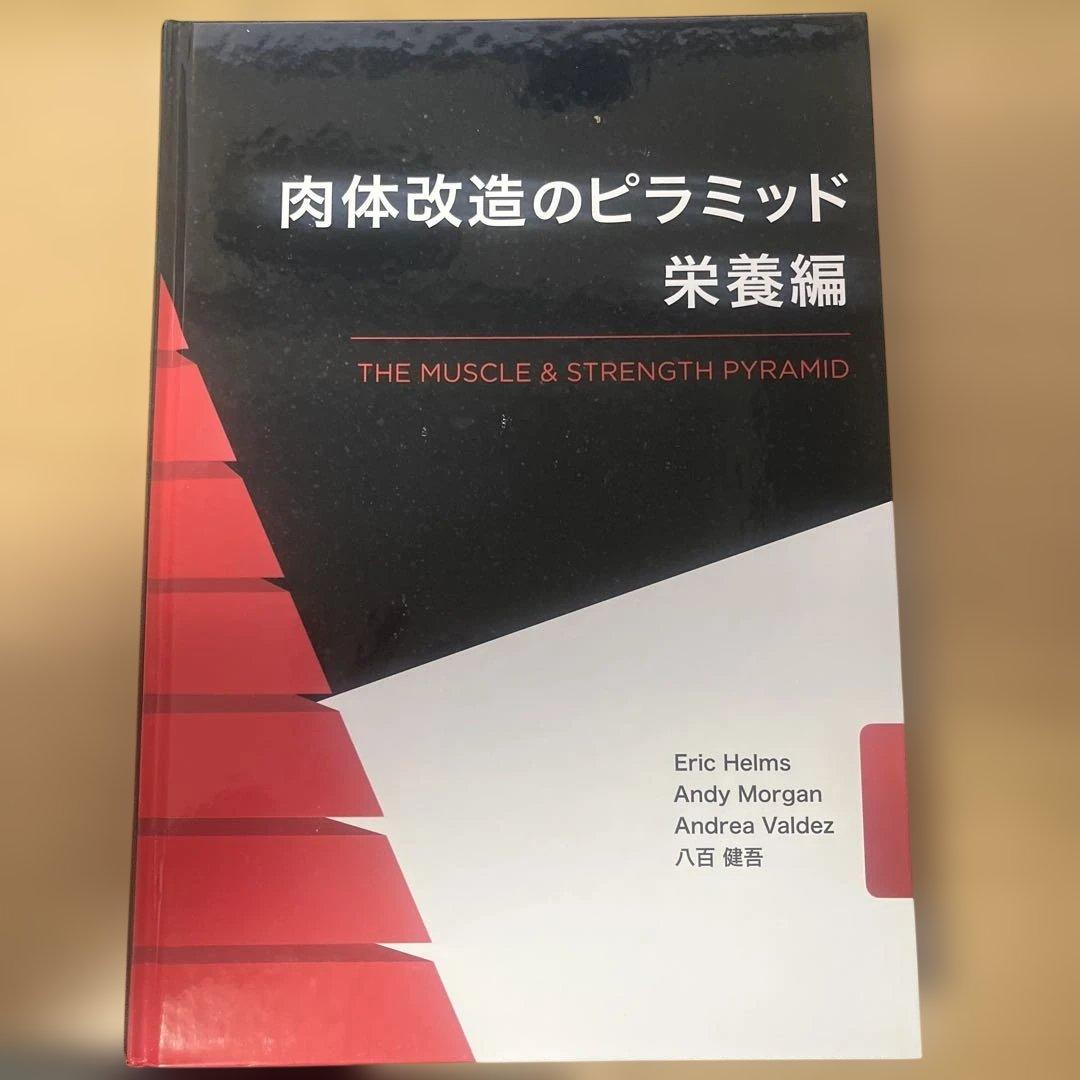 肉体改造のピラミッド
栄養編
THE MUSCLE & STRENGTH PYRAMID
Eric Helms
Andy Morgan
Andrea Valdez
八百 健吾